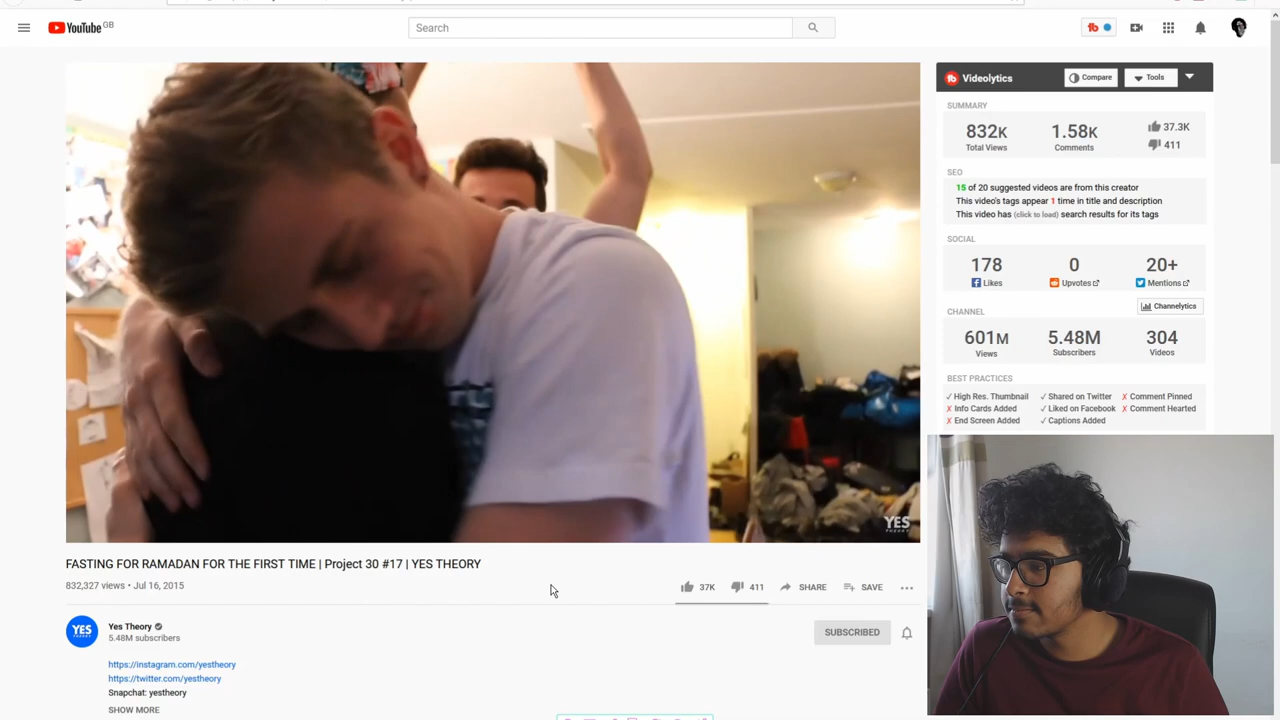 YouTube GB
Search
YES THEORY
FASTING FOR RAMADAN FOR THE FIRST TIME | Project 30 #17 | YES THEORY
832,327 views • Jul 16, 2015
37K 411 SHARE SAVE
YES THEORY
Yes Theory
5.48M subscribers
SUBSCRIBED
https://instagram.com/yestheory
https://twitter.com/yestheory
Snapchat: yestheory
SHOW MORE
tb Videolytics Compare Tools
SUMMARY
832K 1.58K 37.3K
Total Views Comments 411
SEO
15 of 20 suggested videos are from this creator
This video's tags appear 1 time in title and description
This video has (click to load) search results for its tags
SOCIAL
178 0 20+
Likes Upvotes Mentions
CHANNEL Channelytics
601M 5.48M 304
Views Subscribers Videos
BEST PRACTICES
✓ High Res. Thumbnail ✓ Shared on Twitter ✗ Comment Pinned
✗ Info Cards Added ✓ Liked on Facebook ✗ Comment Hearted
✗ End Screen Added ✓ Captions Added